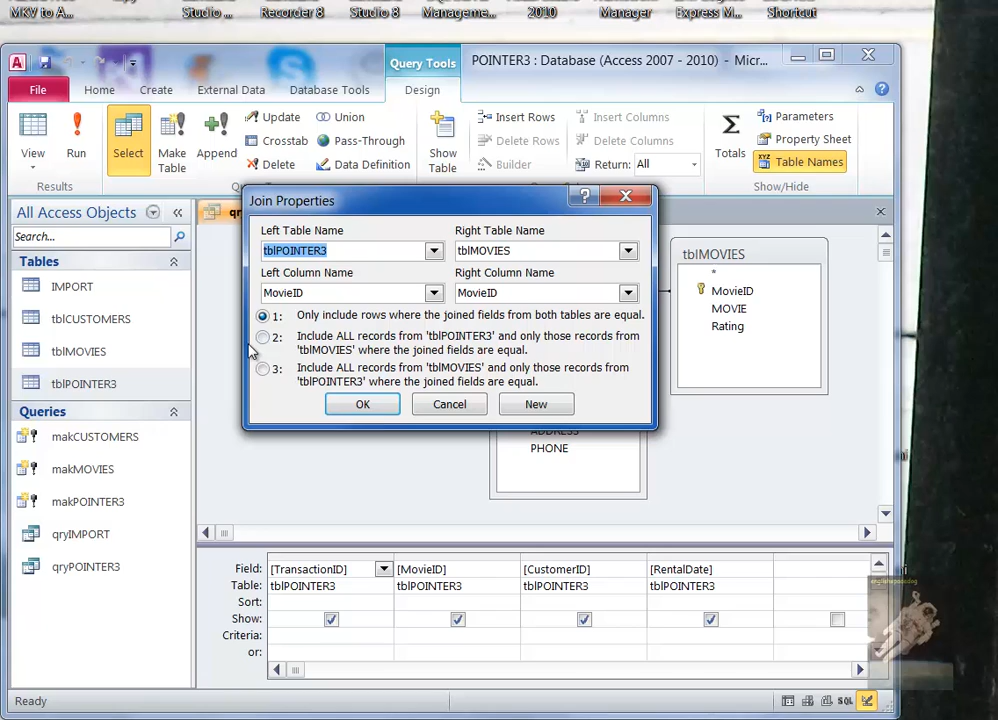 MKV to A...
Studio ...
Recorder 8
Studio 8
Manageme...
2010
Manager
Express M...
Shortcut
Query Tools
POINTER3 : Database (Access 2007 - 2010) - Micr...
File
Home
Create
External Data
Database Tools
Design
View
Run
Select
Make Table
Append
Update
Crosstab
Delete
Union
Pass-Through
Data Definition
Show Table
Insert Rows
Delete Rows
Builder
Insert Columns
Delete Columns
Return: All
Totals
Parameters
Property Sheet
Table Names
Results
Show/Hide
All Access Objects
Search...
Tables
IMPORT
tblCUSTOMERS
tblMOVIES
tblPOINTER3
Queries
makCUSTOMERS
makMOVIES
makPOINTER3
qryIMPORT
qryPOINTER3
Join Properties
Left Table Name
Right Table Name
tblPOINTER3
tblMOVIES
Left Column Name
Right Column Name
MovieID
MovieID
1: Only include rows where the joined fields from both tables are equal.
2: Include ALL records from 'tblPOINTER3' and only those records from
'tblMOVIES' where the joined fields are equal.
3: Include ALL records from 'tblMOVIES' and only those records from
'tblPOINTER3' where the joined fields are equal.
OK
Cancel
New
tblMOVIES
*
MovieID
MOVIE
Rating
ADDRESS
PHONE
Field: [TransactionID] [MovieID] [CustomerID] [RentalDate]
Table: tblPOINTER3 tblPOINTER3 tblPOINTER3 tblPOINTER3
Sort:
Show:
Criteria:
or:
Ready
SQL